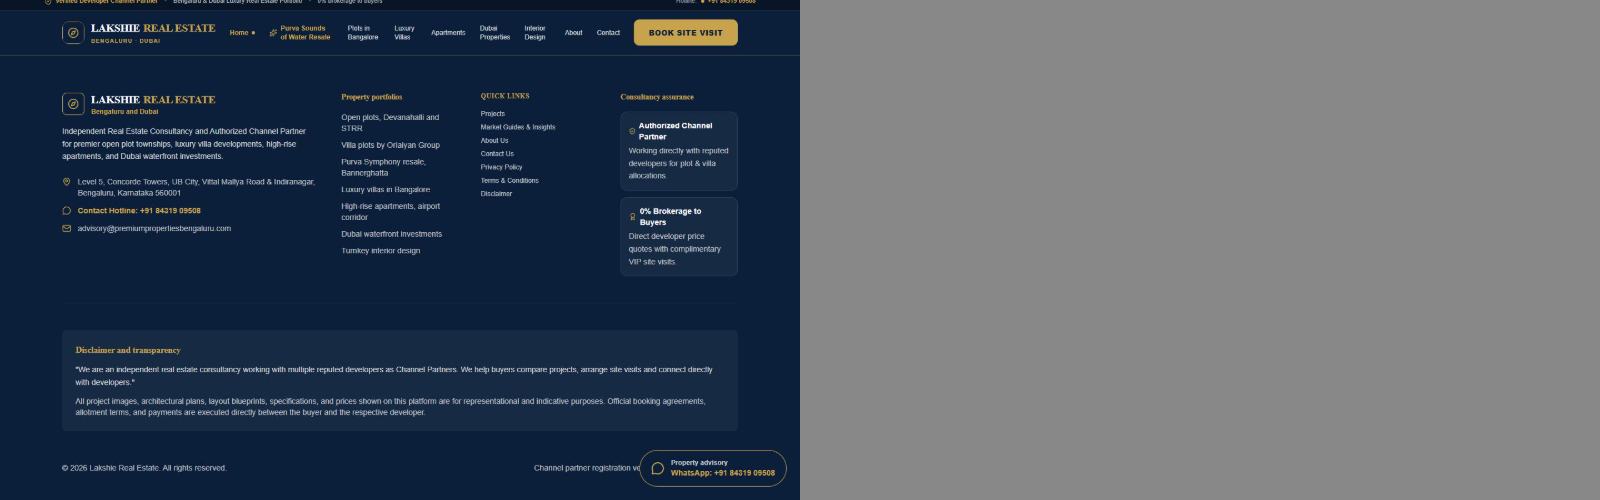 Verified Developer Channel Partner • Bengaluru & Dubai Luxury Real Estate Portfolio • 0% Brokerage to Buyers
Hotline: • +91 84319 09508
LAKSHIE REAL ESTATE
BENGALURU · DUBAI
Home
Purva Sounds
of Water Resale
Plots in
Bangalore
Luxury
Villas
Apartments
Dubai
Properties
Interior
Design
About
Contact
BOOK SITE VISIT
LAKSHIE REAL ESTATE
Bengaluru and Dubai
Independent Real Estate Consultancy and Authorized Channel Partner
for premier open plot townships, luxury villa developments, high-rise
apartments, and Dubai waterfront investments.
Level 5, Concorde Towers, UB City, Vittal Mallya Road & Indiranagar,
Bengaluru, Karnataka 560001
Contact Hotline: +91 84319 09508
advisory@premiumpropertiesbengaluru.com
Property portfolios
Open plots, Devanahalli and
STRR
Villa plots by Orlaiyan Group
Purva Symphony resale,
Bannerghatta
Luxury villas in Bangalore
High-rise apartments, airport
corridor
Dubai waterfront investments
Turnkey interior design
QUICK LINKS
Projects
Market Guides & Insights
About Us
Contact Us
Privacy Policy
Terms & Conditions
Disclaimer
Consultancy assurance
Authorized Channel
Partner
Working directly with reputed
developers for plot & villa
allocations.
0% Brokerage to
Buyers
Direct developer price
quotes with complimentary
VIP site visits.
Disclaimer and transparency
"We are an independent real estate consultancy working with multiple reputed developers as Channel Partners. We help buyers compare projects, arrange site visits and connect directly
with developers."
All project images, architectural plans, layout blueprints, specifications, and prices shown on this platform are for representational and indicative purposes. Official booking agreements,
allotment terms, and payments are executed directly between the buyer and the respective developer.
© 2026 Lakshie Real Estate. All rights reserved.
Channel partner registration ve
Property advisory
WhatsApp: +91 84319 09508